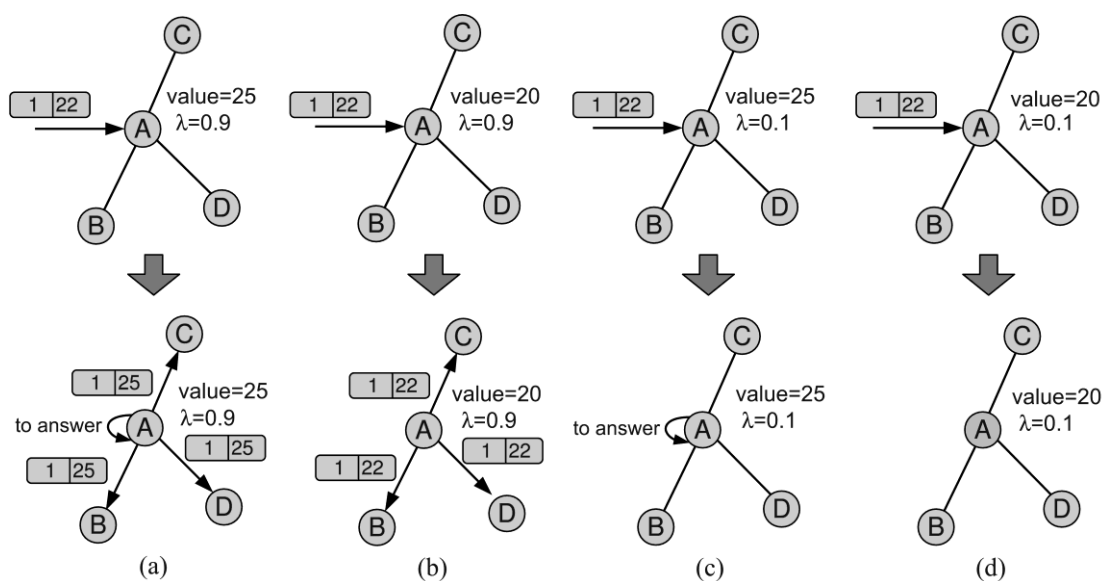 C
1 22
value=25
λ=0.9
A
B
D
C
1 22
value=20
λ=0.9
A
B
D
C
1 22
value=25
λ=0.1
A
B
D
C
1 22
value=20
λ=0.1
A
B
D
C
1 25
value=25
λ=0.9
to answer
A
1 25
1 25
B
D
(a)
C
1 22
value=20
λ=0.9
A
1 22
1 22
B
D
(b)
C
value=25
λ=0.1
to answer
A
B
D
(c)
C
value=20
λ=0.1
A
B
D
(d)